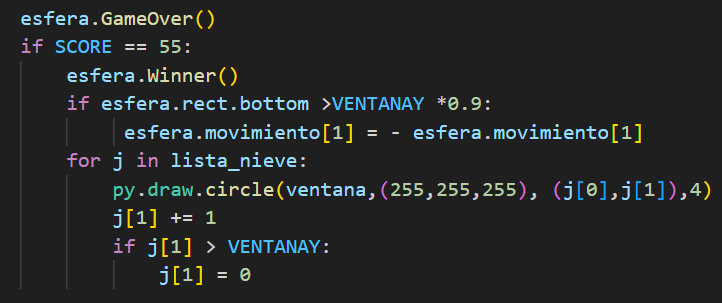 esfera.GameOver()
if SCORE == 55:
    esfera.Winner()
    if esfera.rect.bottom >VENTANAY *0.9:
         esfera.movimiento[1] = - esfera.movimiento[1]
    for j in lista_nieve:
        py.draw.circle(ventana,(255,255,255), (j[0],j[1]),4)
        j[1] += 1
        if j[1] > VENTANAY:
            j[1] = 0